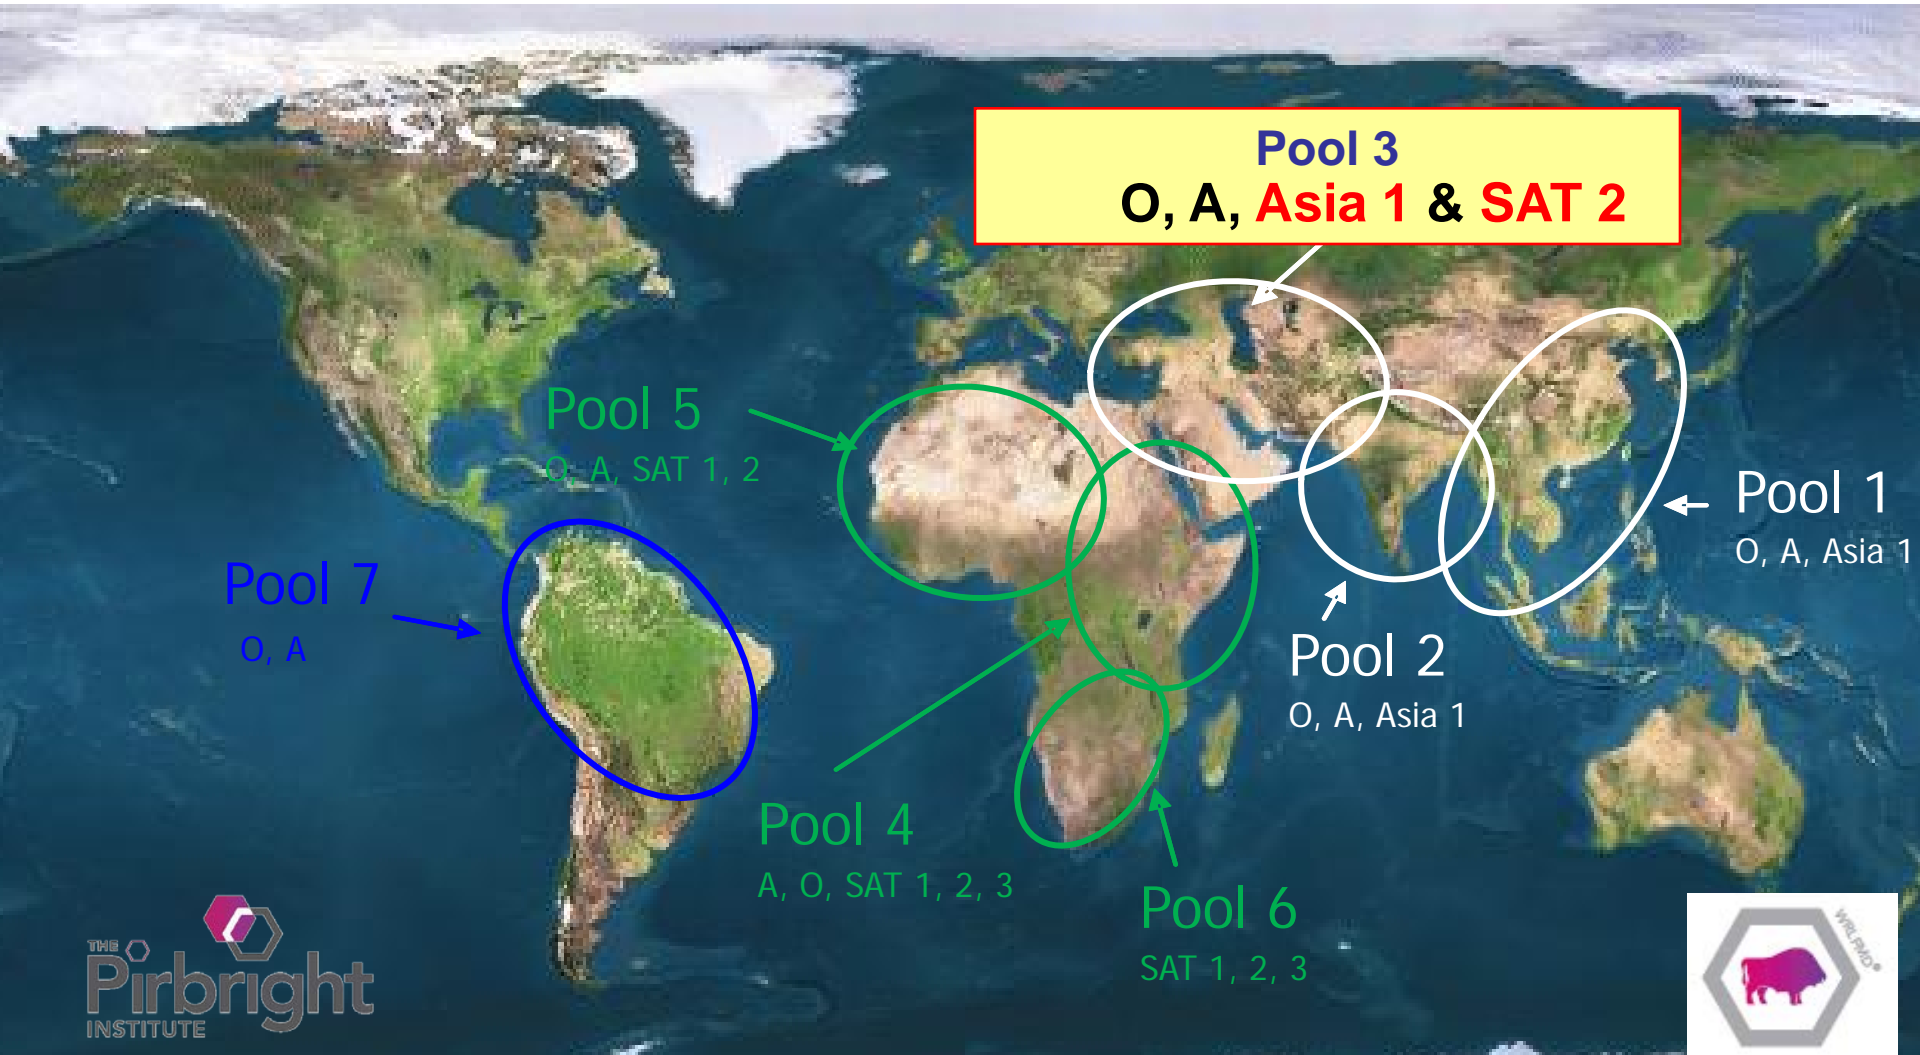 Pool 3
O, A, Asia 1 & SAT 2
Pool 5
O, A, SAT 1, 2
Pool 1
O, A, Asia 1
Pool 7
O, A
Pool 2
O, A, Asia 1
Pool 4
A, O, SAT 1, 2, 3
Pool 6
SAT 1, 2, 3
THE
Pirbright
INSTITUTE
WRLFMD®